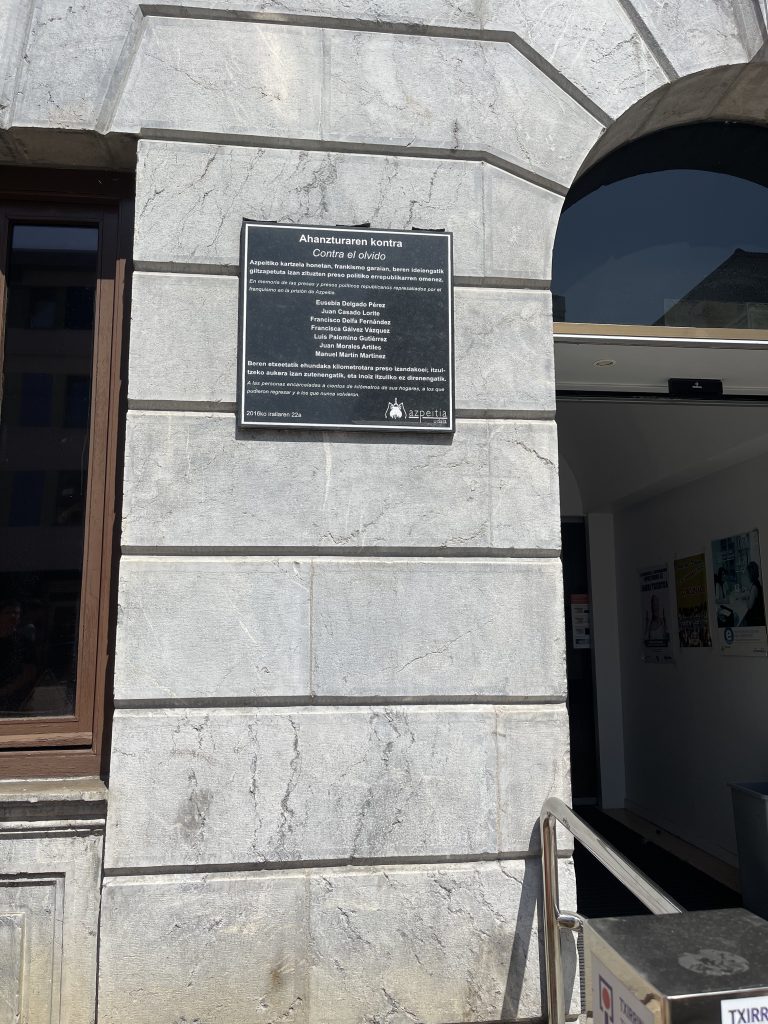 Ahanzturaren kontra
Contra el olvido
Azpeitiko kartzela honetan, frankismo garaian, beren ideiengatik
giltzapetuta izan zituzten preso politiko errepublikarren omenez.
En memoria de las presas y presos políticos republicanos represaliados por el
franquismo en la prisión de Azpeitia.
Eusebia Delgado Pérez
Juan Casado Lorite
Francisco Delfa Fernández
Francisca Gálvez Vázquez
Luis Palomino Gutiérrez
Juan Morales Artiles
Manuel Martín Martínez
Beren etxeetatik ehundaka kilometrotara preso izandakoei; itzul-
tzeko aukera izan zutenengatik, eta inoiz itzuliko ez direnengatik.
A las personas encarceladas a cientos de kilómetros de sus hogares, a los que
pudieron regresar y a los que nunca volvieron.
2016ko irailaren 22a
azpeitia
udala
TXIRR